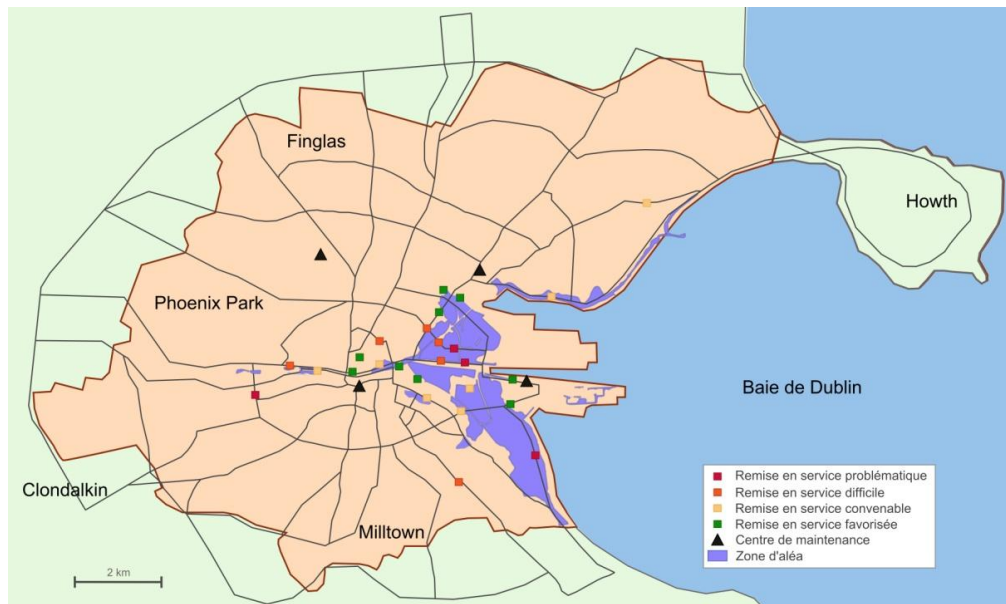 Finglas
Howth
Phoenix Park
Baie de Dublin
Clondalkin
Milltown
2 km
Remise en service problématique
Remise en service difficile
Remise en service convenable
Remise en service favorisée
Centre de maintenance
Zone d'aléa